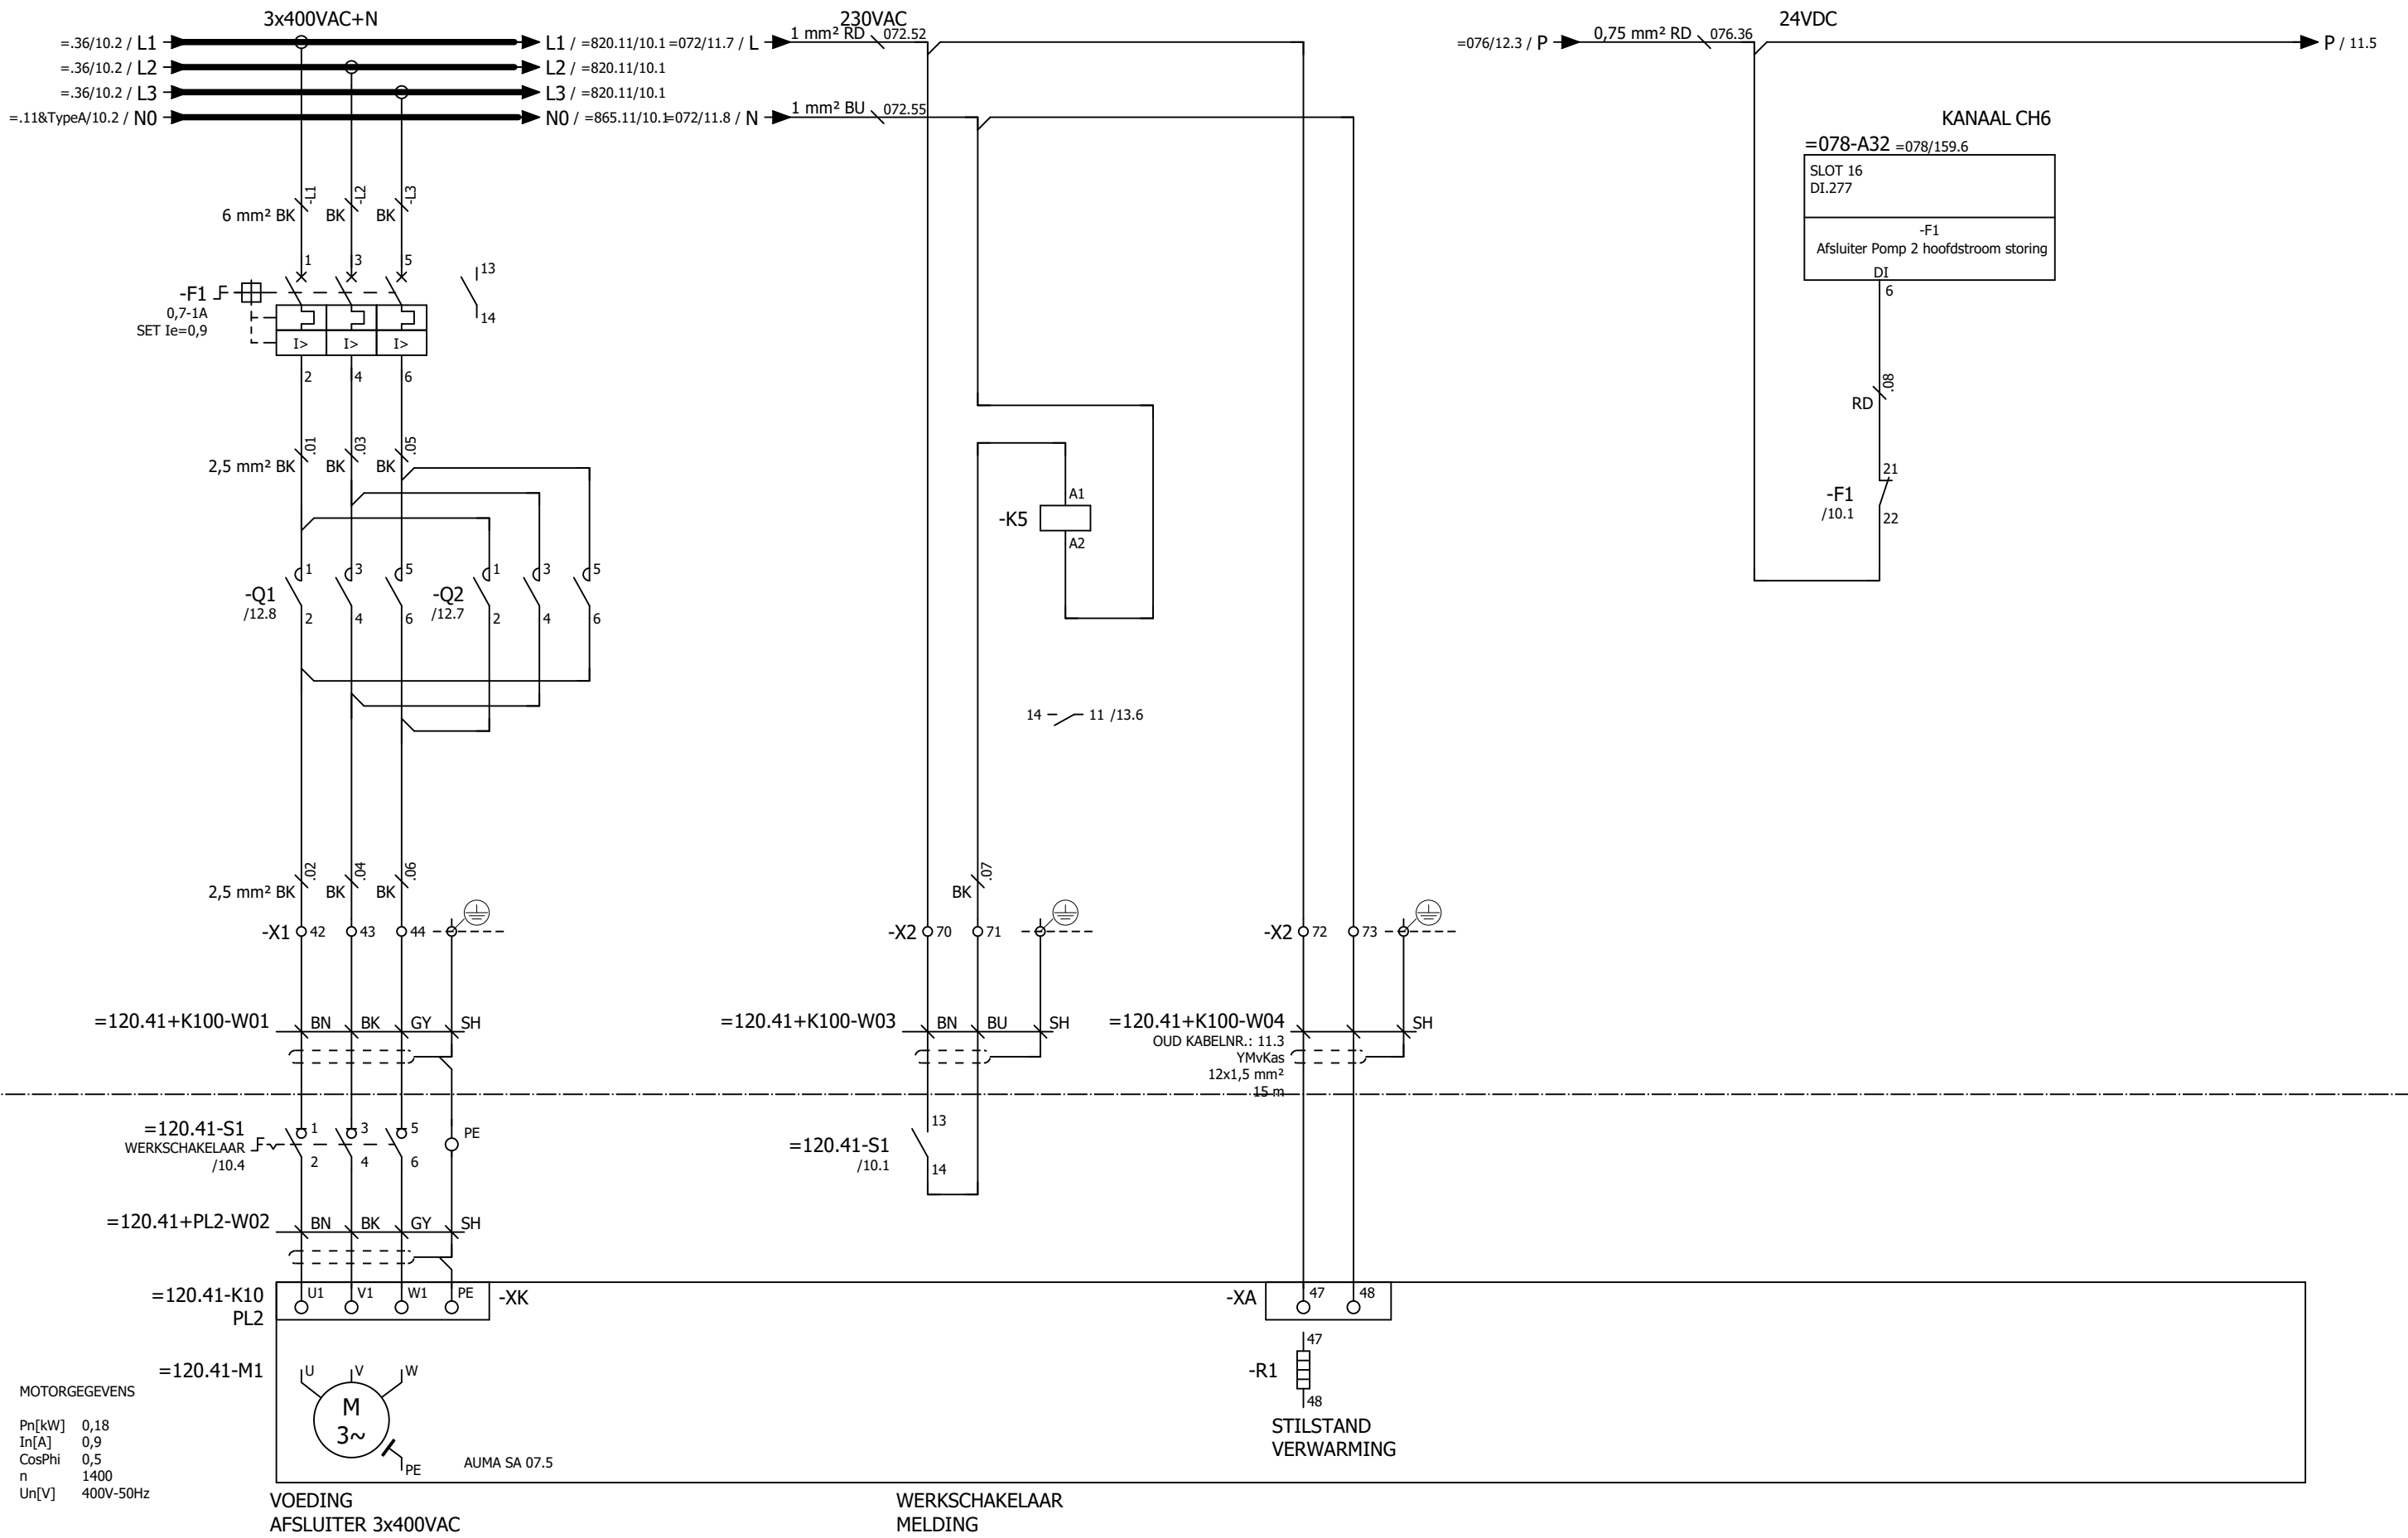 3x400VAC+N
230VAC
24VDC
=.36/10.2 / L1
L1 / =820.11/10.1
=072/11.7 / L
1 mm² RD
072.52
=076/12.3 / P
0,75 mm² RD
076.36
P / 11.5
=.36/10.2 / L2
L2 / =820.11/10.1
=.36/10.2 / L3
L3 / =820.11/10.1
=.11&TypeA/10.2 / N0
N0 / =865.11/10.1
=072/11.8 / N
1 mm² BU
072.55
KANAAL CH6
=078-A32 =078/159.6
SLOT 16
DI.277
-F1
Afsluiter Pomp 2 hoofdstroom storing
DI
6
.08
RD
21
-F1
/10.1
22
-L1
-L2
-L3
6 mm² BK
BK
BK
1
3
5
13
14
-F1
0,7-1A
SET Ie=0,9
I>
I>
I>
2
4
6
.01
.03
.05
2,5 mm² BK
BK
BK
-K5
A1
A2
1
3
5
1
3
5
-Q1
/12.8
-Q2
/12.7
2
4
6
2
4
6
14
11 /13.6
.02
.04
.06
2,5 mm² BK
BK
BK
.07
BK
-X1
42
43
44
-X2
70
71
-X2
72
73
=120.41+K100-W01
BN
BK
GY
SH
=120.41+K100-W03
BN
BU
SH
=120.41+K100-W04
SH
OUD KABELNR.: 11.3
YMvKas
12x1,5 mm²
15 m
=120.41-S1
WERKSCHAKELAAR
/10.4
1
3
5
PE
2
4
6
=120.41-S1
/10.1
13
14
=120.41+PL2-W02
BN
BK
GY
SH
=120.41-K10
PL2
U1
V1
W1
PE
-XK
-XA
47
48
=120.41-M1
U
V
W
M
3~
PE
AUMA SA 07.5
-R1
47
48
STILSTAND
VERWARMING
MOTORGEGEVENS
Pn[kW] 0,18
In[A] 0,9
CosPhi 0,5
n 1400
Un[V] 400V-50Hz
VOEDING
AFSLUITER 3x400VAC
WERKSCHAKELAAR
MELDING